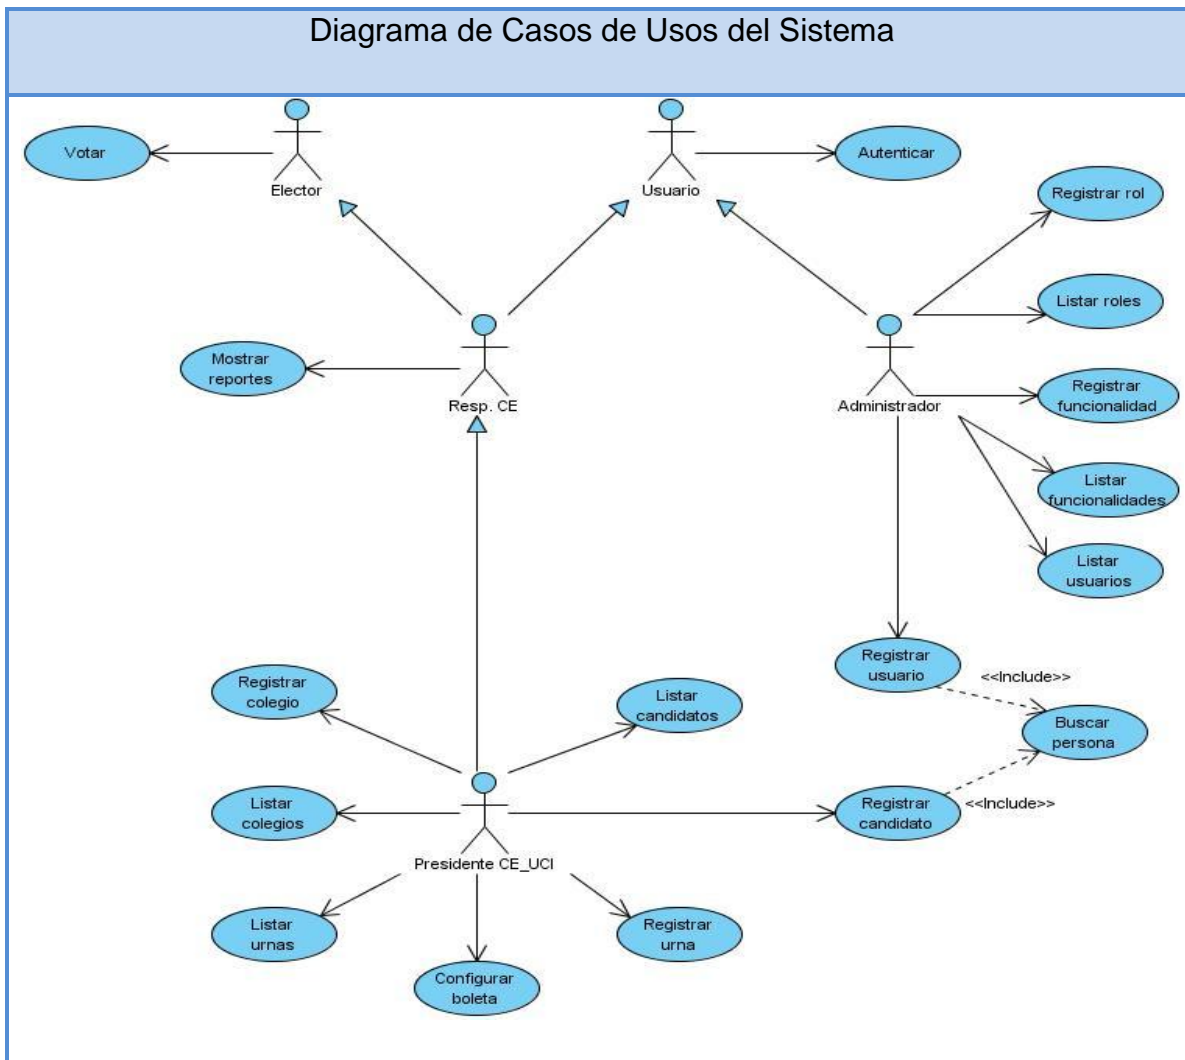 Diagrama de Casos de Usos del Sistema
Votar
Elector
Usuario
Autenticar
Registrar rol
Listar roles
Mostrar
reportes
Resp. CE
Administrador
Registrar
funcionalidad
Listar
funcionalidades
Listar
usuarios
Registrar
usuario
<<Include>>
Buscar
persona
Registrar
colegio
Listar
candidatos
Listar
colegios
Presidente CE_UCI
Registrar
candidato
<<Include>>
Listar
urnas
Configurar
boleta
Registrar
urna